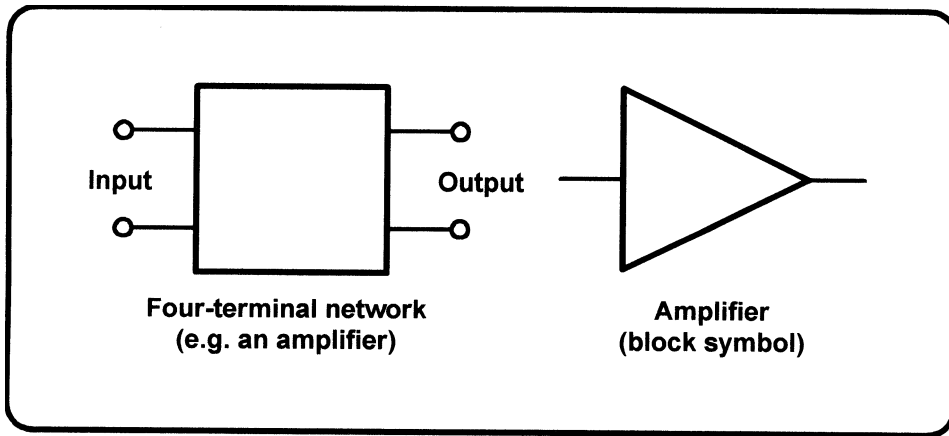 Input
Output
Four-terminal network
(e.g. an amplifier)
Amplifier
(block symbol)